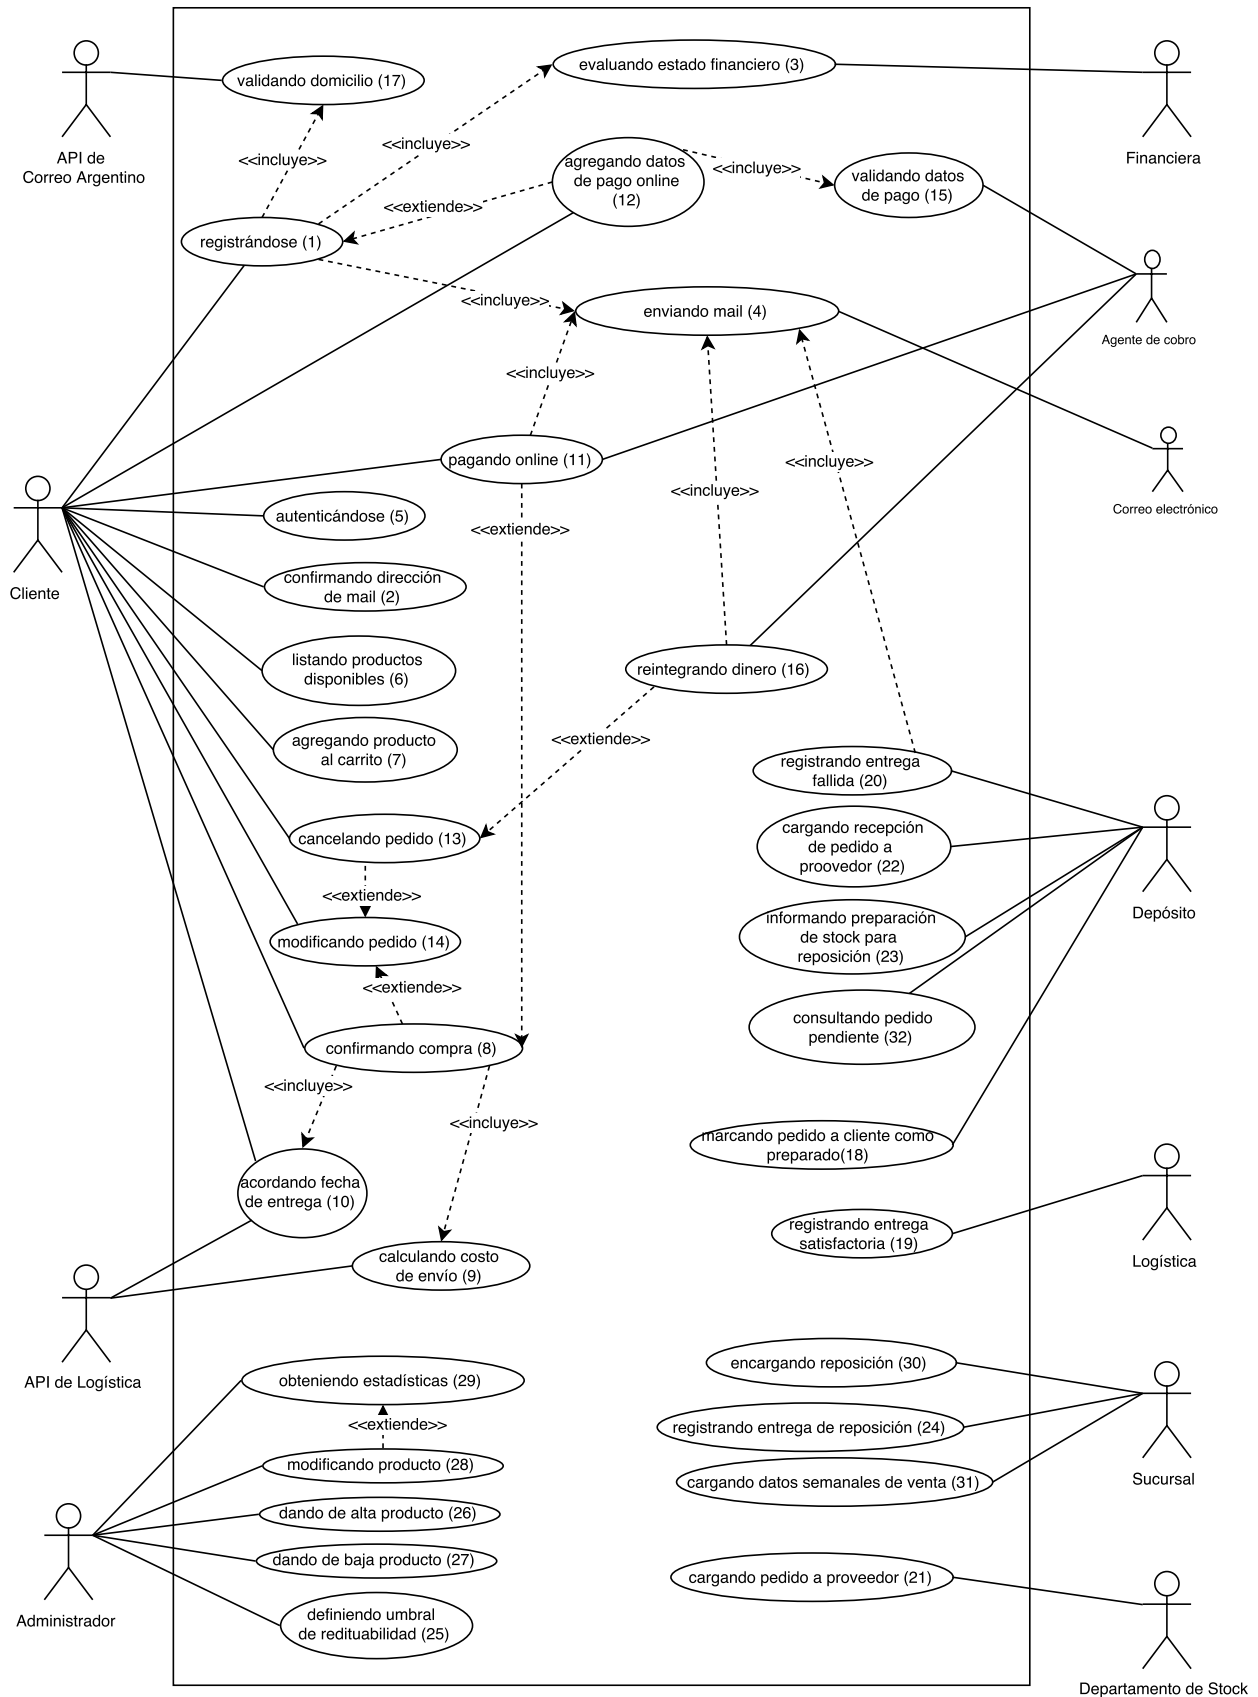 validando domicilio (17)
evaluando estado financiero (3)
<<incluye>>
<<incluye>>
API de
Correo Argentino
Financiera
agregando datos
de pago online
(12)
<<incluye>>
validando datos
de pago (15)
<<extiende>>
registrándose (1)
<<incluye>>
enviando mail (4)
Agente de cobro
<<incluye>>
pagando online (11)
<<incluye>>
<<incluye>>
Correo electrónico
autenticándose (5)
<<extiende>>
Cliente
confirmando dirección
de mail (2)
listando productos
disponibles (6)
reintegrando dinero (16)
agregando producto
al carrito (7)
<<extiende>>
registrando entrega
fallida (20)
cancelando pedido (13)
cargando recepción
de pedido a
proovedor (22)
<<extiende>>
Depósito
modificando pedido (14)
informando preparación
de stock para
reposición (23)
<<extiende>>
consultando pedido
pendiente (32)
confirmando compra (8)
<<incluye>>
<<incluye>>
marcando pedido a cliente como
preparado(18)
acordando fecha
de entrega (10)
registrando entrega
satisfactoria (19)
Logística
calculando costo
de envío (9)
API de Logística
obteniendo estadísticas (29)
encargando reposición (30)
<<extiende>>
registrando entrega de reposición (24)
modificando producto (28)
cargando datos semanales de venta (31)
Sucursal
dando de alta producto (26)
dando de baja producto (27)
cargando pedido a proveedor (21)
Administrador
definiendo umbral
de redituabilidad (25)
Departamento de Stock